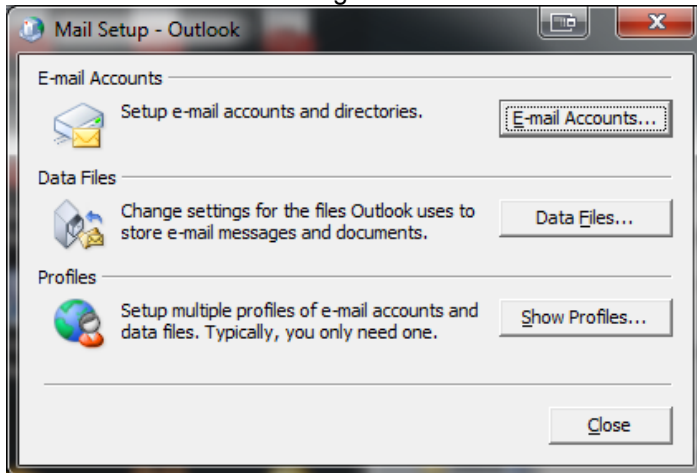 Mail Setup - Outlook
E-mail Accounts
Setup e-mail accounts and directories.
E-mail Accounts...
Data Files
Change settings for the files Outlook uses to
store e-mail messages and documents.
Data Files...
Profiles
Setup multiple profiles of e-mail accounts and
data files. Typically, you only need one.
Show Profiles...
Close